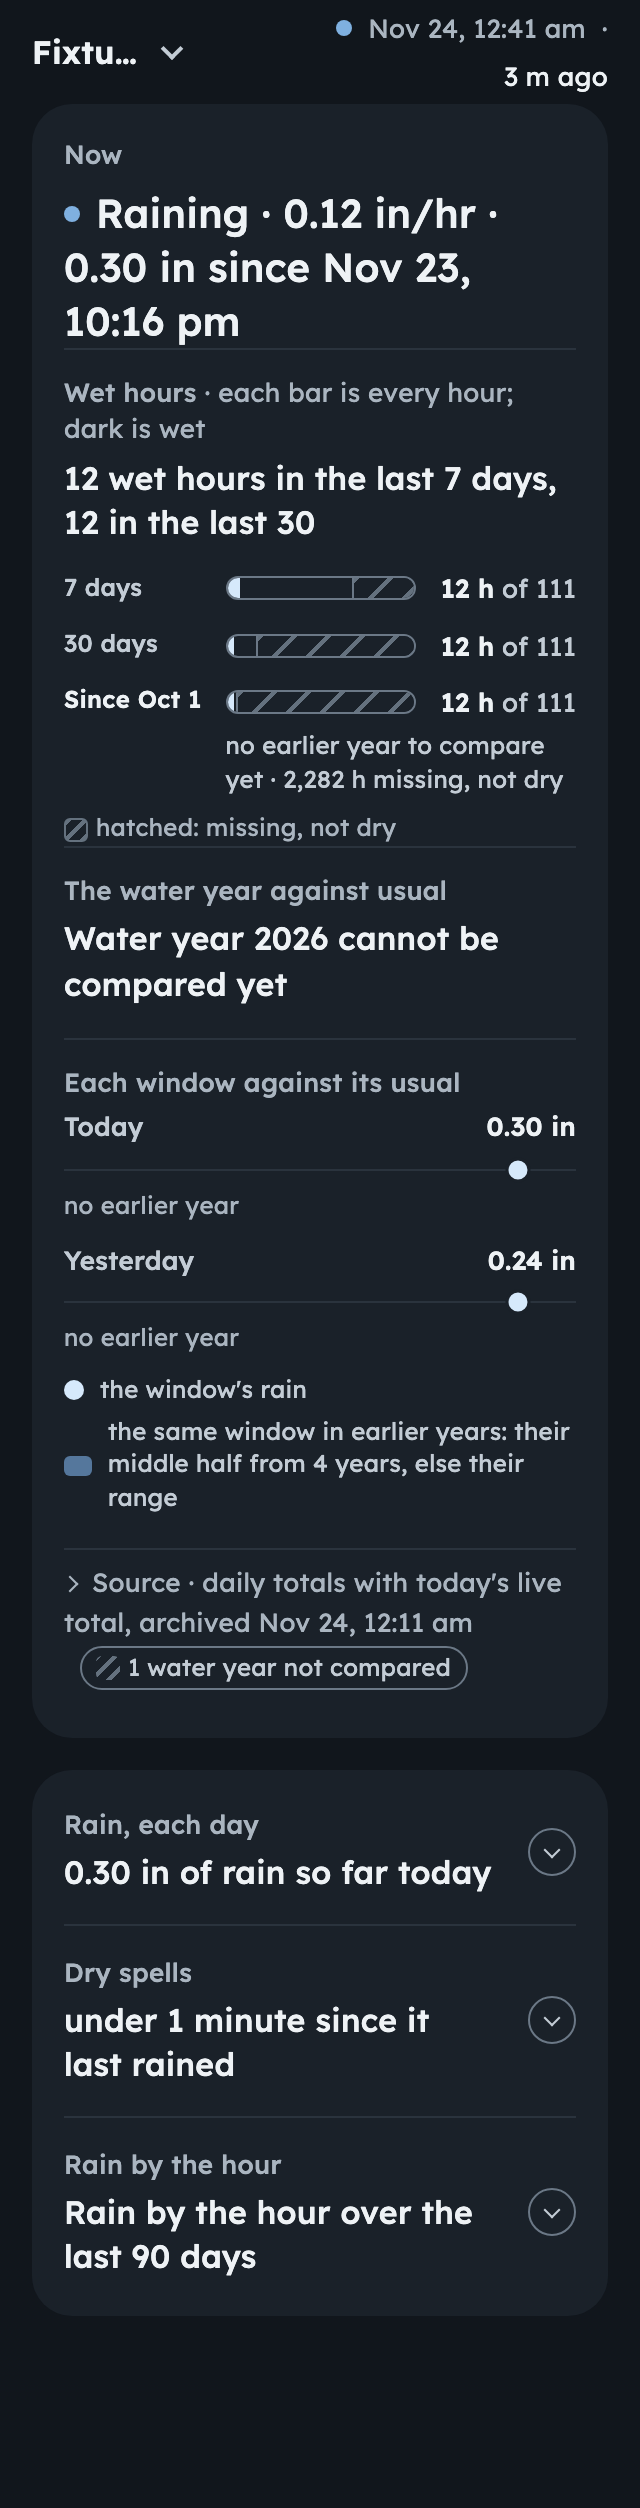 Fixtu...
Nov 24, 12:41 am ·
3 m ago
Now
Raining · 0.12 in/hr ·
0.30 in since Nov 23,
10:16 pm
Wet hours · each bar is every hour;
dark is wet
12 wet hours in the last 7 days,
12 in the last 30
7 days 12 h of 111
30 days 12 h of 111
Since Oct 1 12 h of 111
no earlier year to compare
yet · 2,282 h missing, not dry
hatched: missing, not dry
The water year against usual
Water year 2026 cannot be
compared yet
Each window against its usual
Today 0.30 in
no earlier year
Yesterday 0.24 in
no earlier year
the window's rain
the same window in earlier years: their
middle half from 4 years, else their
range
Source · daily totals with today's live
total, archived Nov 24, 12:11 am
1 water year not compared
Rain, each day
0.30 in of rain so far today
Dry spells
under 1 minute since it
last rained
Rain by the hour
Rain by the hour over the
last 90 days